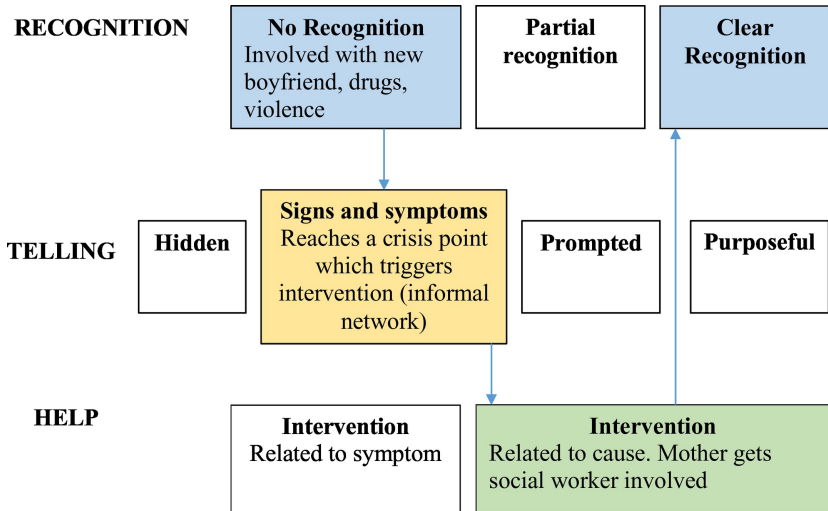 RECOGNITION
No Recognition
Involved with new
boyfriend, drugs,
violence
Partial
recognition
Clear
Recognition
TELLING
Hidden
Signs and symptoms
Reaches a crisis point
which triggers
intervention (informal
network)
Prompted
Purposeful
HELP
Intervention
Related to symptom
Intervention
Related to cause. Mother gets
social worker involved